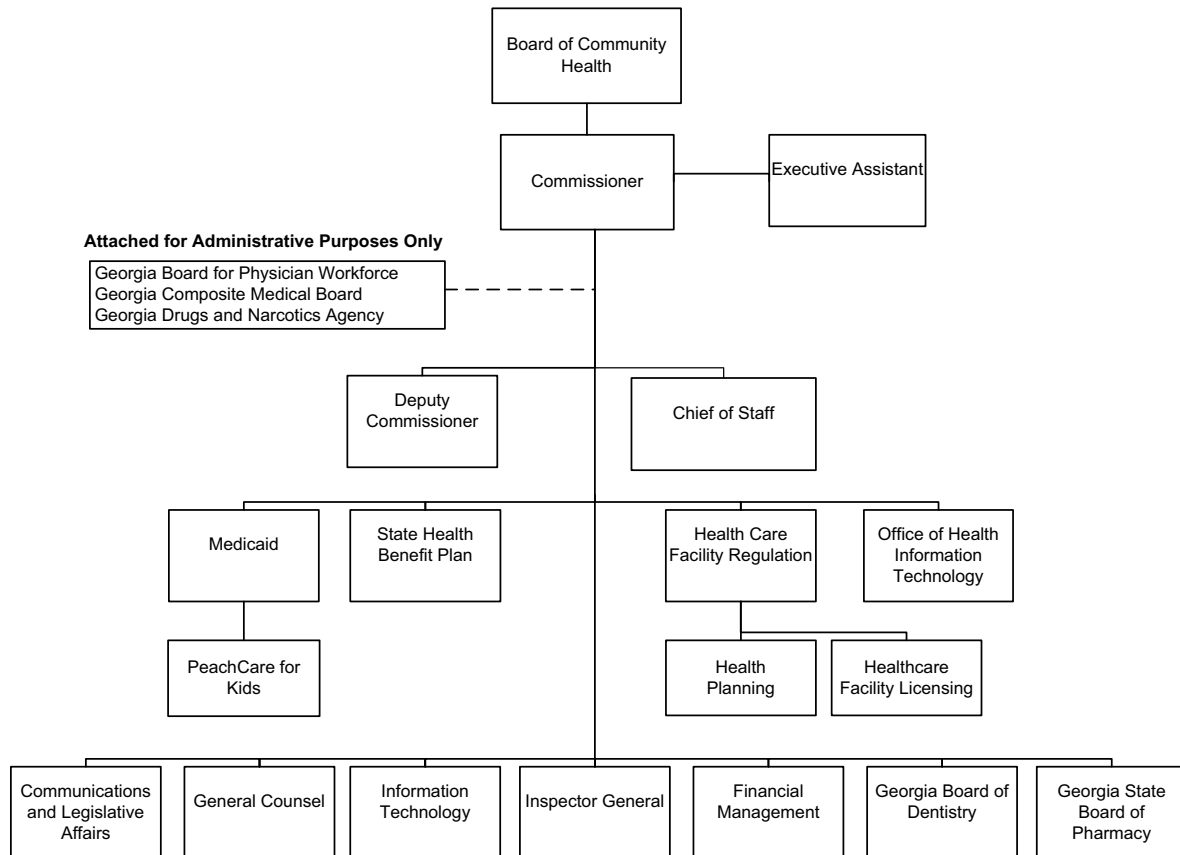 Board of Community
Health
Commissioner
Executive Assistant
Attached for Administrative Purposes Only
Georgia Board for Physician Workforce
Georgia Composite Medical Board
Georgia Drugs and Narcotics Agency
Deputy
Commissioner
Chief of Staff
Medicaid
State Health
Benefit Plan
Health Care
Facility Regulation
Office of Health
Information
Technology
PeachCare for
Kids
Health
Planning
Healthcare
Facility Licensing
Communications
and Legislative
Affairs
General Counsel
Information
Technology
Inspector General
Financial
Management
Georgia Board of
Dentistry
Georgia State
Board of
Pharmacy